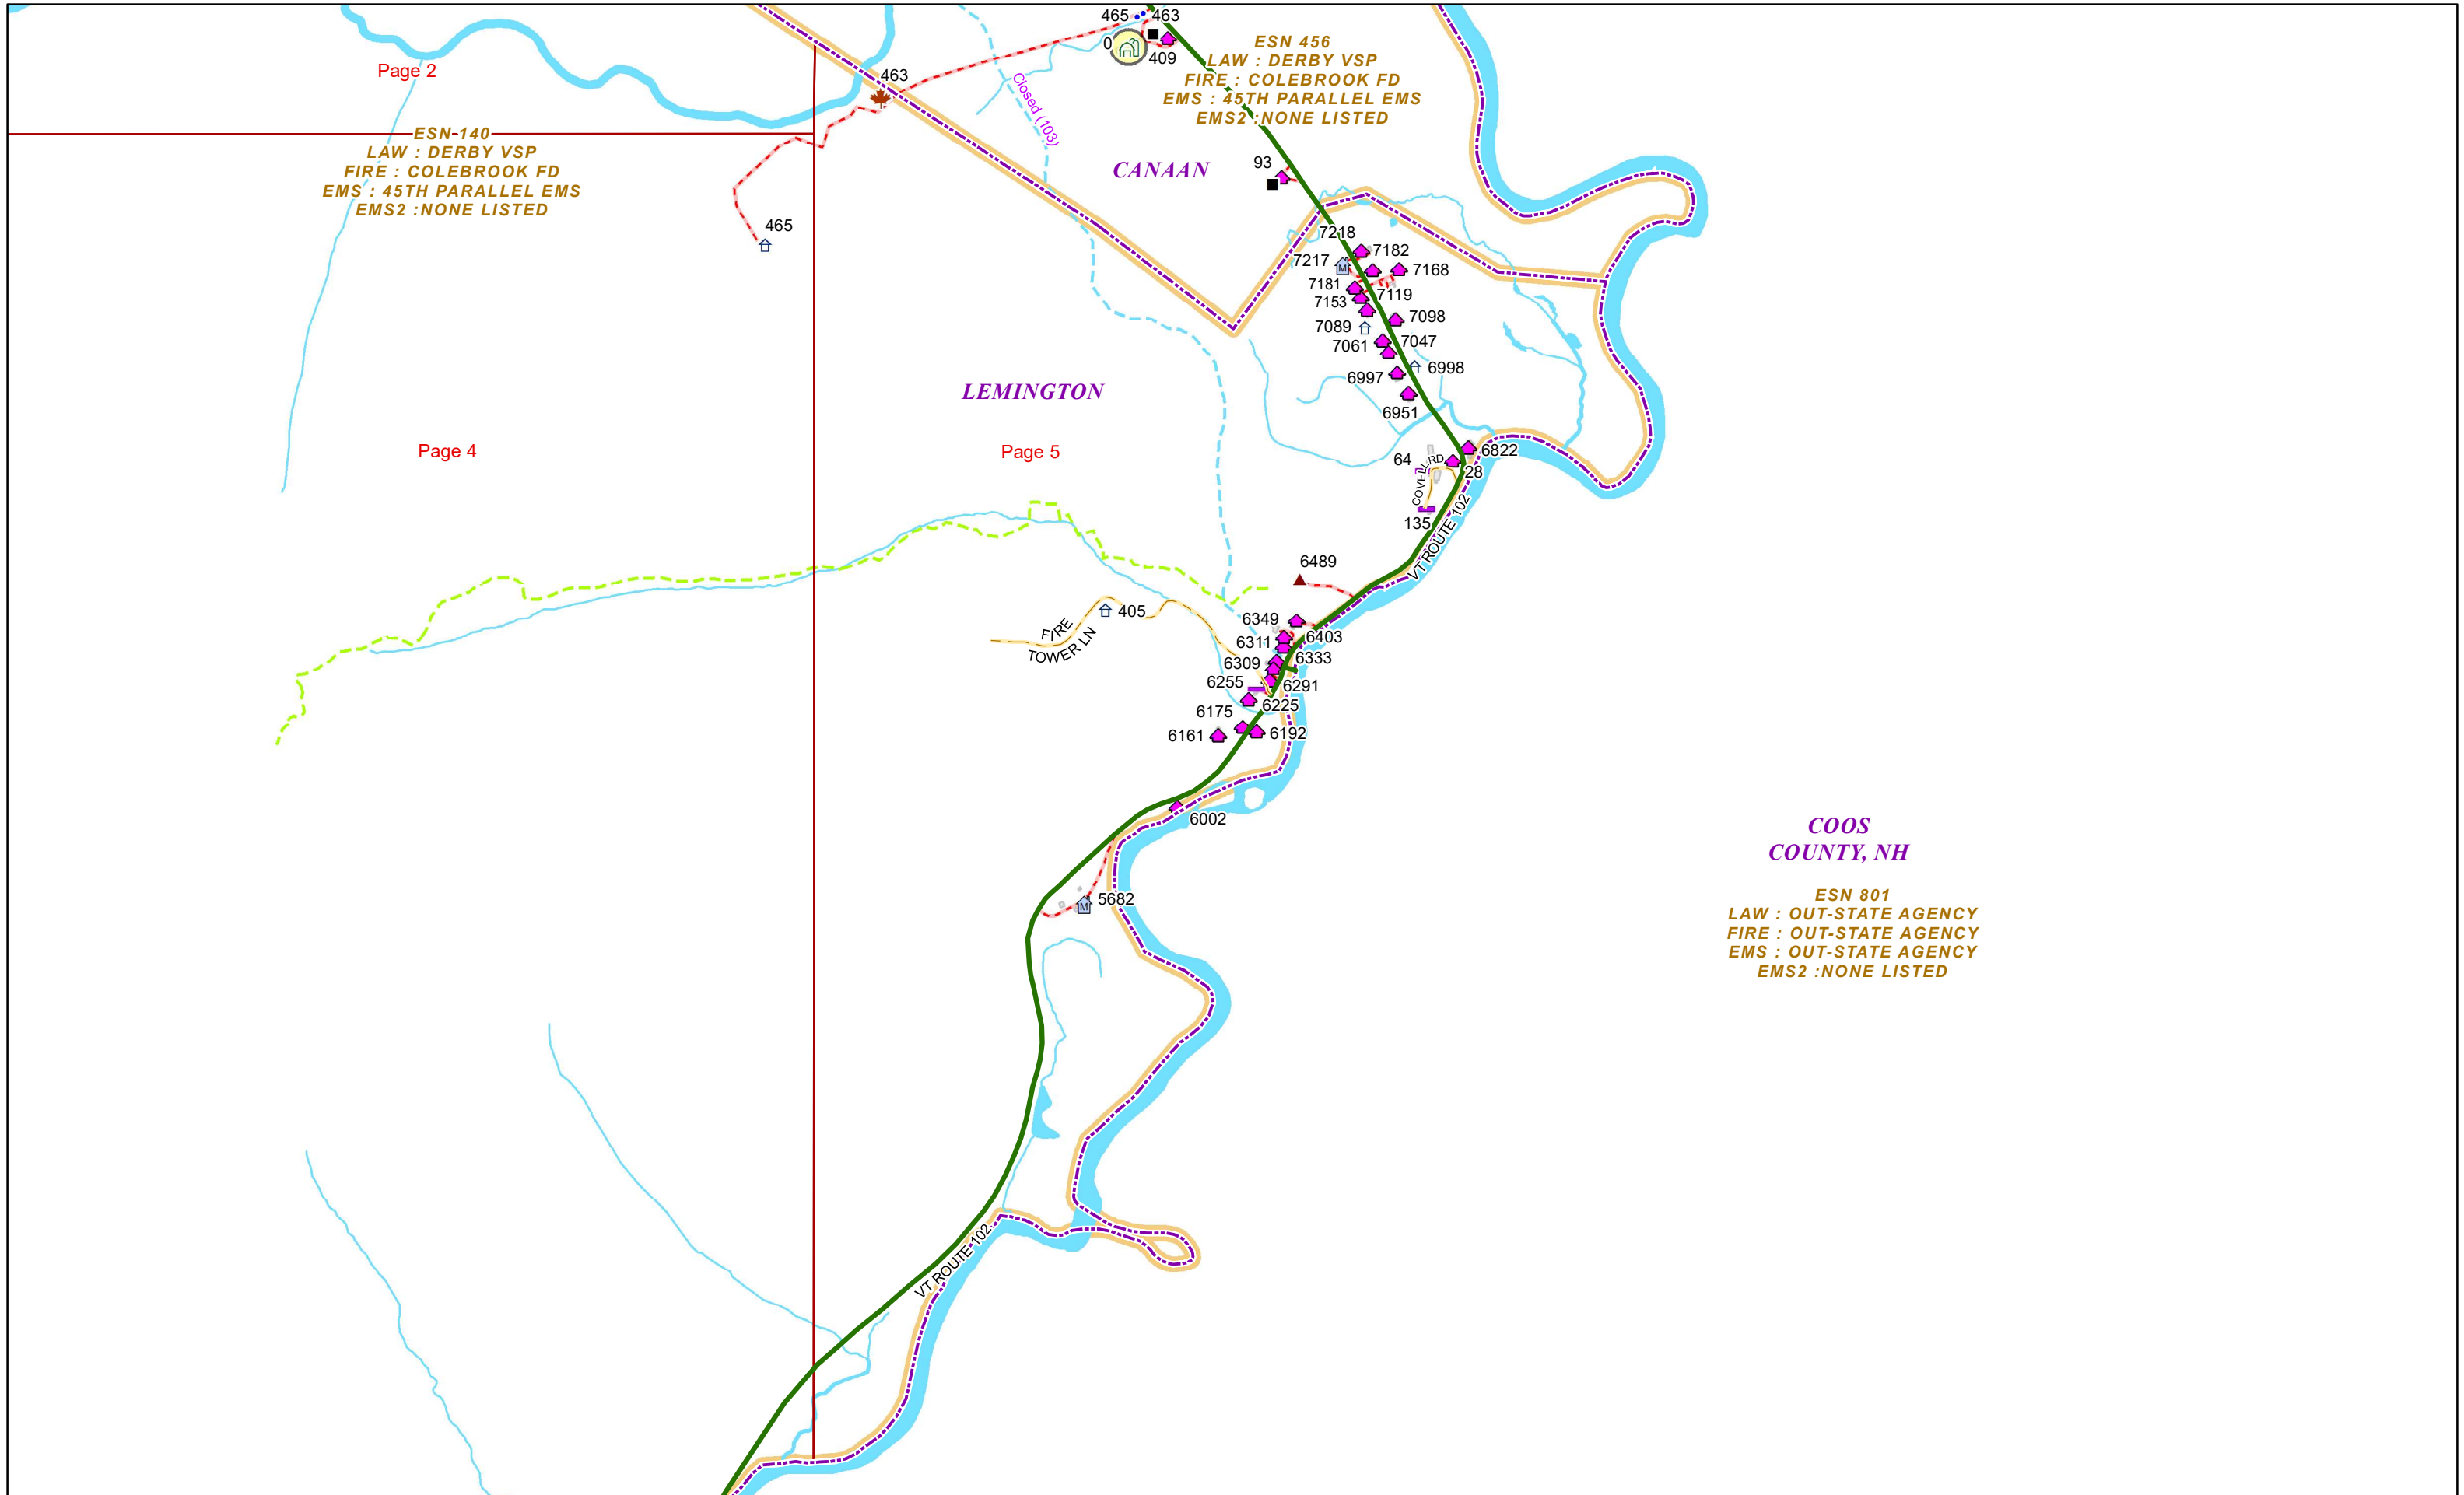 465
463
0
409
ESN 456
LAW : DERBY VSP
FIRE : COLEBROOK FD
EMS : 45TH PARALLEL EMS
EMS2 :NONE LISTED
Page 2
463
Closed (103)
ESN 140
LAW : DERBY VSP
FIRE : COLEBROOK FD
EMS : 45TH PARALLEL EMS
EMS2 :NONE LISTED
465
CANAAN
93
7218
7182
7217
M
7168
7181
7119
7153
7098
7089
7047
7061
6998
6997
6951
LEMINGTON
Page 4
Page 5
6822
64
28
COVELL RD
135
VT ROUTE 102
6489
405
FIRE
TOWER LN
6349
6403
6311
6333
6309
6255
6291
6225
6175
6161
6192
6002
COOS
COUNTY, NH
ESN 801
LAW : OUT-STATE AGENCY
FIRE : OUT-STATE AGENCY
EMS : OUT-STATE AGENCY
EMS2 :NONE LISTED
5682
M
VT ROUTE 102